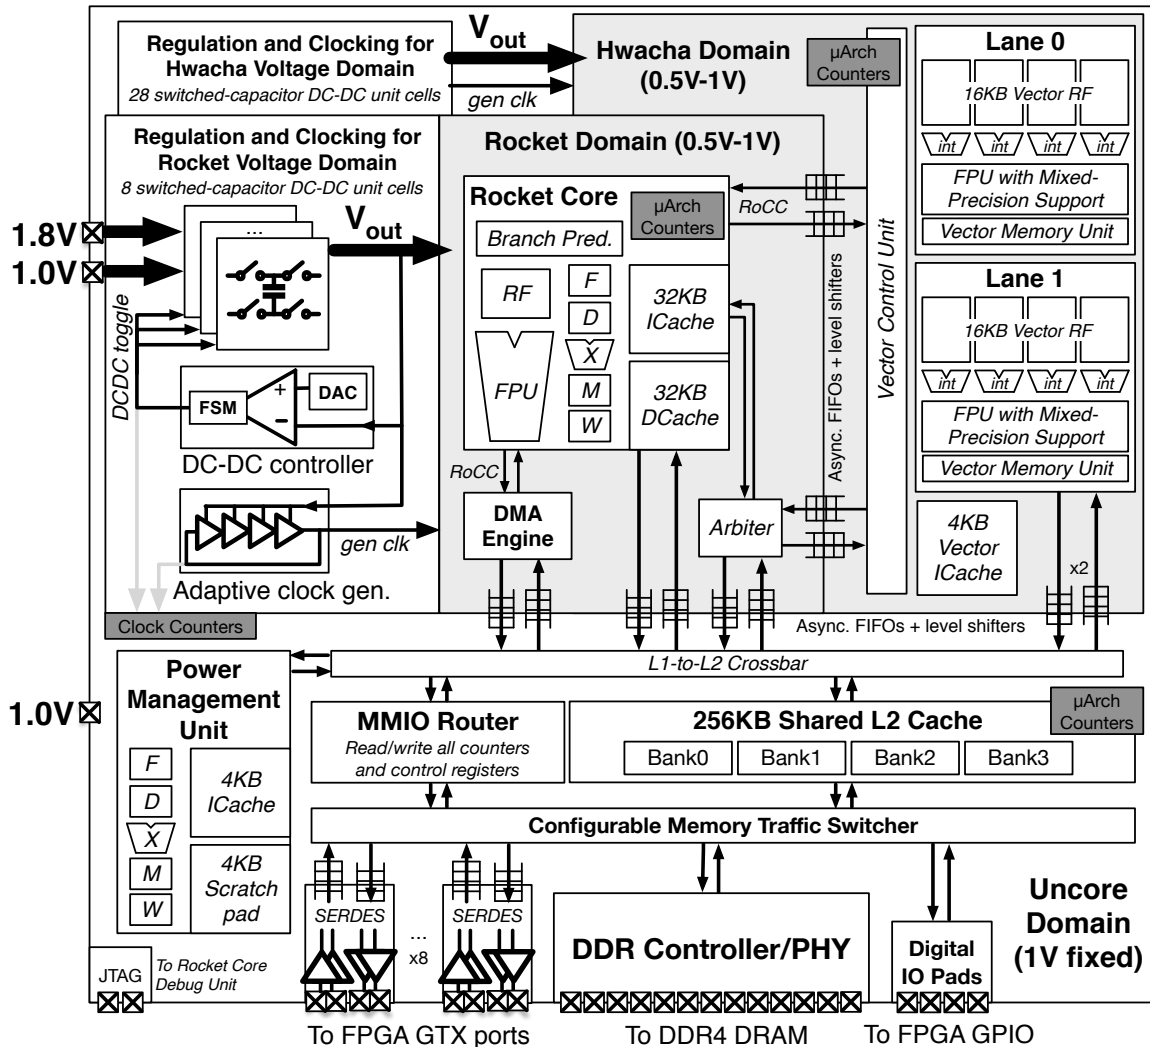 Regulation and Clocking for
Hwacha Voltage Domain
28 switched-capacitor DC-DC unit cells
Vout
gen clk
Hwacha Domain
(0.5V-1V)
µArch
Counters
Lane 0
16KB Vector RF
int
int
int
int
FPU with Mixed-
Precision Support
Vector Memory Unit
Lane 1
16KB Vector RF
int
int
int
int
FPU with Mixed-
Precision Support
Vector Memory Unit
4KB
Vector
ICache
x2
Vector Control Unit
Regulation and Clocking for
Rocket Voltage Domain
8 switched-capacitor DC-DC unit cells
1.8V
1.0V
...
Vout
DCDC toggle
FSM
+
−
DAC
DC-DC controller
gen clk
Adaptive clock gen.
Clock Counters
Rocket Domain (0.5V-1V)
Rocket Core
µArch
Counters
Branch Pred.
RF
FPU
F
D
X
M
W
32KB
ICache
32KB
DCache
RoCC
RoCC
DMA
Engine
Arbiter
Async. FIFOs + level shifters
Async. FIFOs + level shifters
L1-to-L2 Crossbar
1.0V
Power
Management
Unit
F
D
X
M
W
4KB
ICache
4KB
Scratch
pad
MMIO Router
Read/write all counters
and control registers
256KB Shared L2 Cache
µArch
Counters
Bank0
Bank1
Bank2
Bank3
Configurable Memory Traffic Switcher
SERDES
...
x8
SERDES
DDR Controller/PHY
Digital
IO Pads
Uncore
Domain
(1V fixed)
JTAG
To Rocket Core
Debug Unit
To FPGA GTX ports
To DDR4 DRAM
To FPGA GPIO